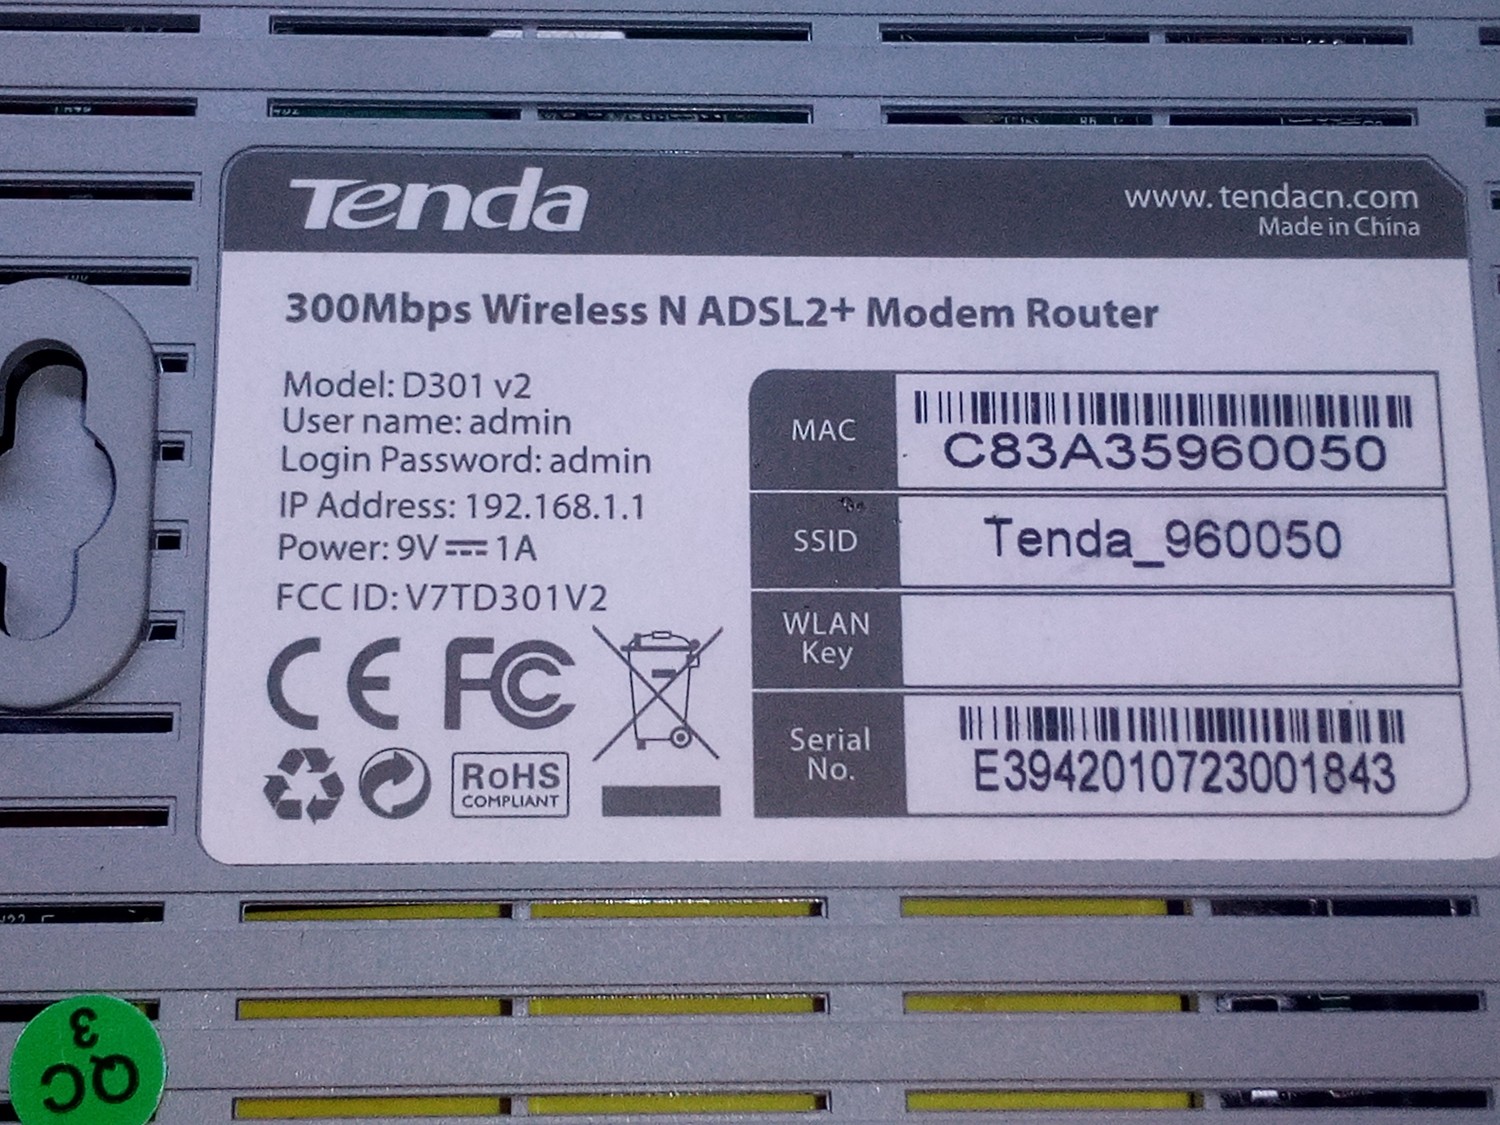 Tenda
www.tendacn.com
Made in China
300Mbps Wireless N ADSL2+ Modem Router
Model: D301 v2
User name: admin
Login Password: admin
IP Address: 192.168.1.1
Power: 9V⎓1A
FCC ID: V7TD301V2
CE FC
RoHS
COMPLIANT
MAC
C83A35960050
SSID
Tenda_960050
WLAN
Key
Serial
No.
E3942010723001843
QC
3